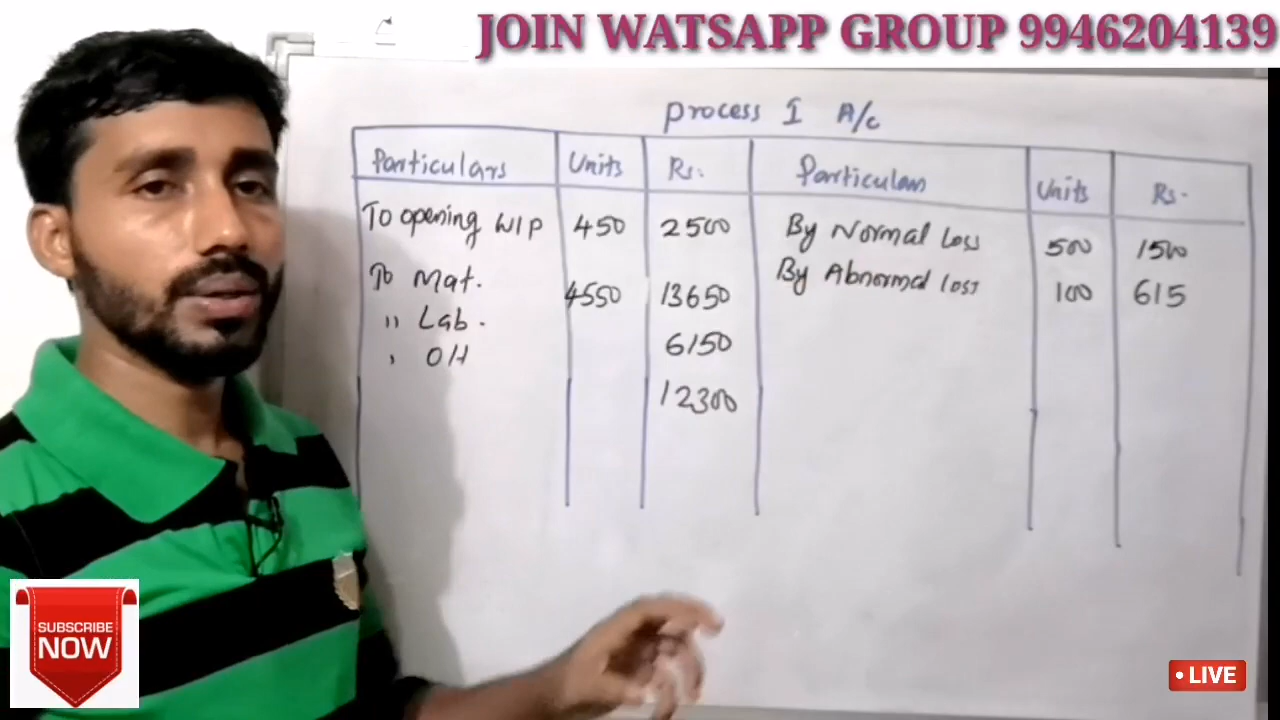 JOIN WATSAPP GROUP 9946204139
Process I A/c
Particulars Units Rs. Particulars Units Rs.
To opening WIP 450 2500 By Normal Loss 500 1500
To Mat. 4550 13650 By Abnormal loss 100 615
" Lab. 6150
" OH 12300
SUBSCRIBE
NOW
LIVE